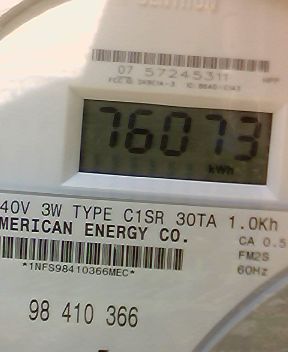 CENTRON
07 57245311
76073
kWh
40V 3W TYPE C1SR 30TA 1.0Kh
MERICAN ENERGY CO.
CA 0.5
FM2S
*1NFS98410366MEC*
60Hz
98 410 366